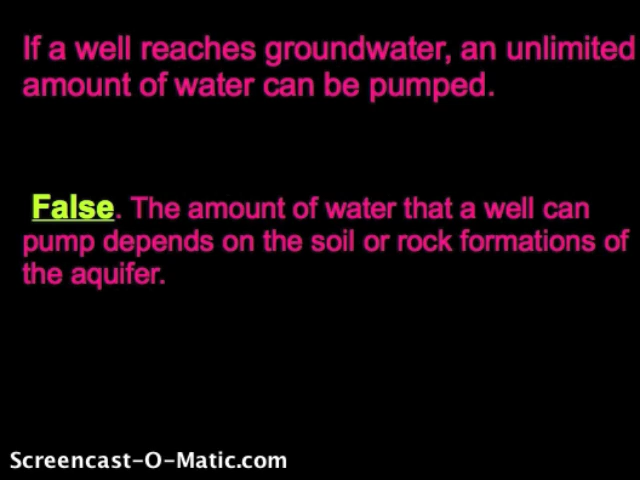 If a well reaches groundwater, an unlimited
amount of water can be pumped.
False. The amount of water that a well can
pump depends on the soil or rock formations of
the aquifer.
Screencast-O-Matic.com